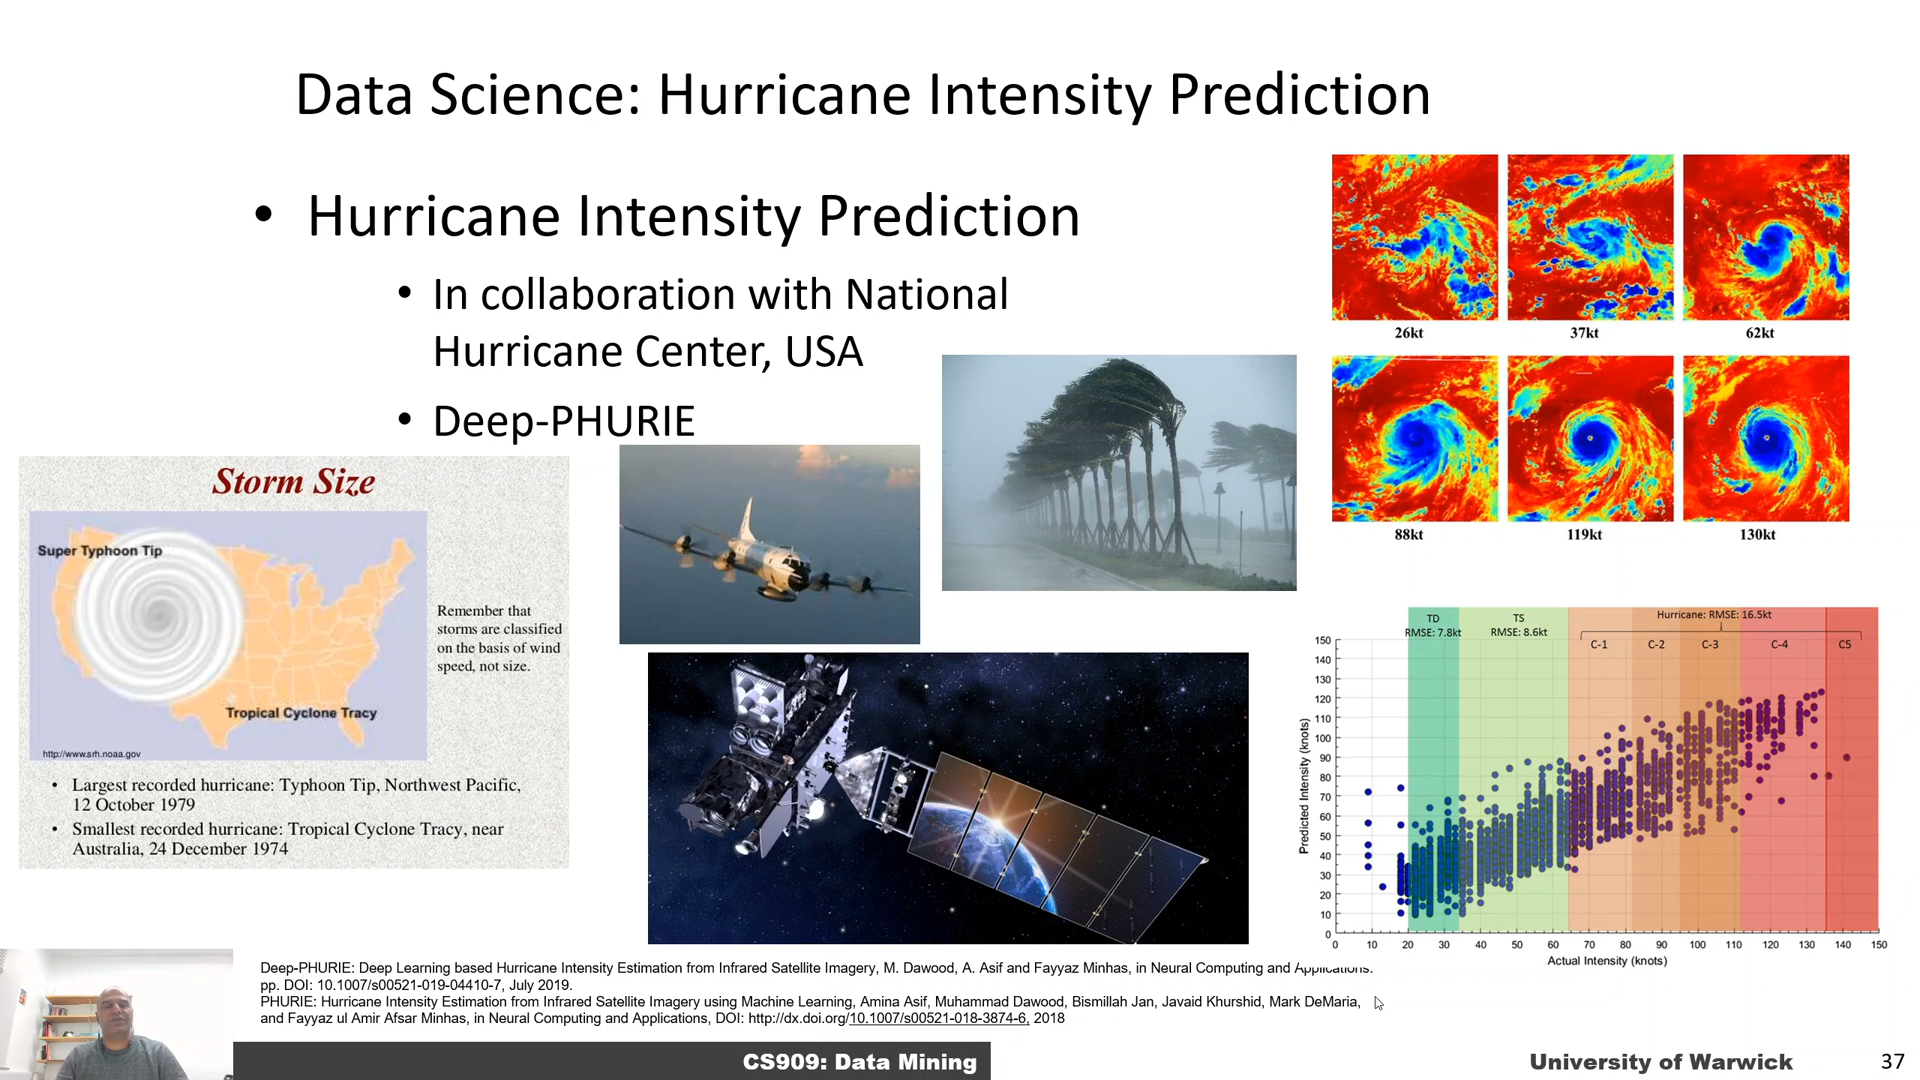 Data Science: Hurricane Intensity Prediction
• Hurricane Intensity Prediction
• In collaboration with National
Hurricane Center, USA
• Deep-PHURIE
26kt
37kt
62kt
88kt
119kt
130kt
Storm Size
Super Typhoon Tip
Tropical Cyclone Tracy
http://www.srh.noaa.gov
Remember that
storms are classified
on the basis of wind
speed, not size.
• Largest recorded hurricane: Typhoon Tip, Northwest Pacific,
12 October 1979
• Smallest recorded hurricane: Tropical Cyclone Tracy, near
Australia, 24 December 1974
TD
RMSE: 7.8kt
TS
RMSE: 8.6kt
Hurricane: RMSE: 16.5kt
C-1
C-2
C-3
C-4
C5
Predicted Intensity (knots)
150
140
130
120
110
100
90
80
70
60
50
40
30
20
10
0
0 10 20 30 40 50 60 70 80 90 100 110 120 130 140 150
Actual Intensity (knots)
Deep-PHURIE: Deep Learning based Hurricane Intensity Estimation from Infrared Satellite Imagery, M. Dawood, A. Asif and Fayyaz Minhas, in Neural Computing and Applications.
pp. DOI: 10.1007/s00521-019-04410-7, July 2019.
PHURIE: Hurricane Intensity Estimation from Infrared Satellite Imagery using Machine Learning, Amina Asif, Muhammad Dawood, Bismillah Jan, Javaid Khurshid, Mark DeMaria,
and Fayyaz ul Amir Afsar Minhas, in Neural Computing and Applications, DOI: http://dx.doi.org/10.1007/s00521-018-3874-6, 2018
CS909: Data Mining
University of Warwick
37